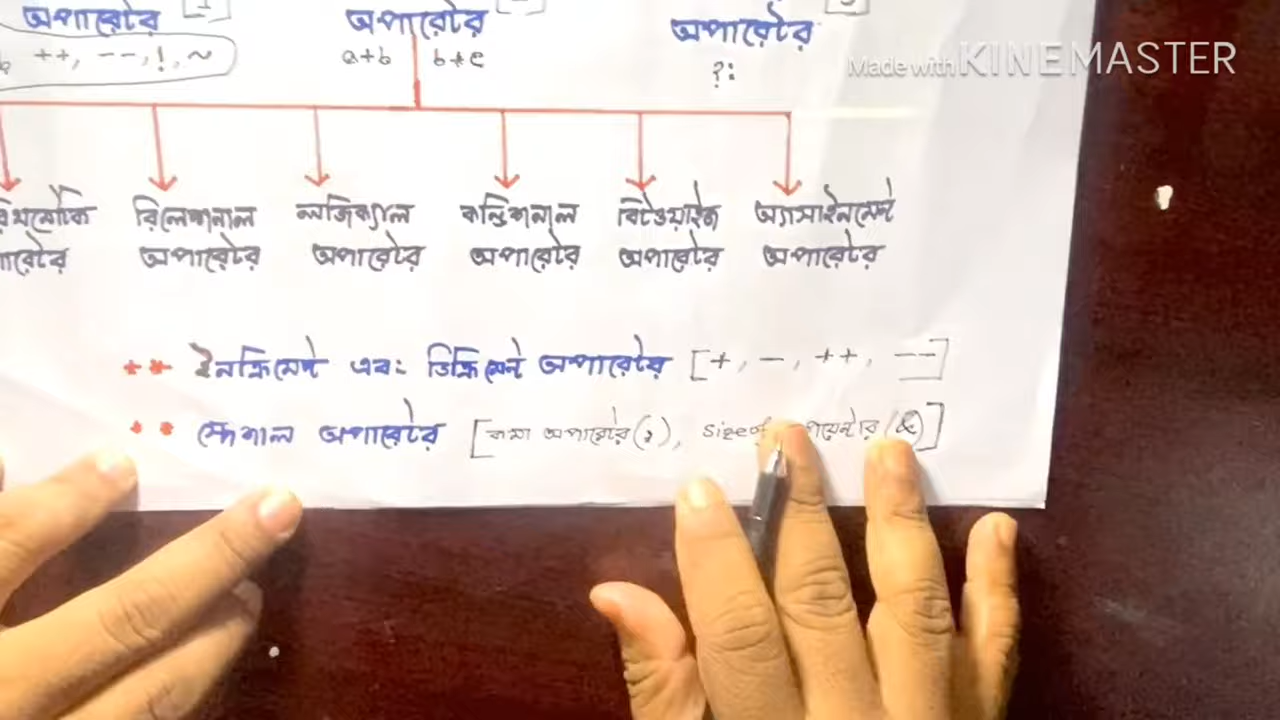 অপারেটর অপারেটর অপারেটর
++, --, !, ~ a+b b*c ?:
Made with KINEMASTER
রিলেশনাল লজিক্যাল কন্ডিশনাল বিটওয়াইজ অ্যাসাইনমেন্ট
অপারেটর অপারেটর অপারেটর অপারেটর অপারেটর
** ইনক্রিমেন্ট এবং ডিক্রিমেন্ট অপারেটর [+, -, ++, --]
** স্পেশাল অপারেটর [কমা অপারেটর (,), sizeof (&)]